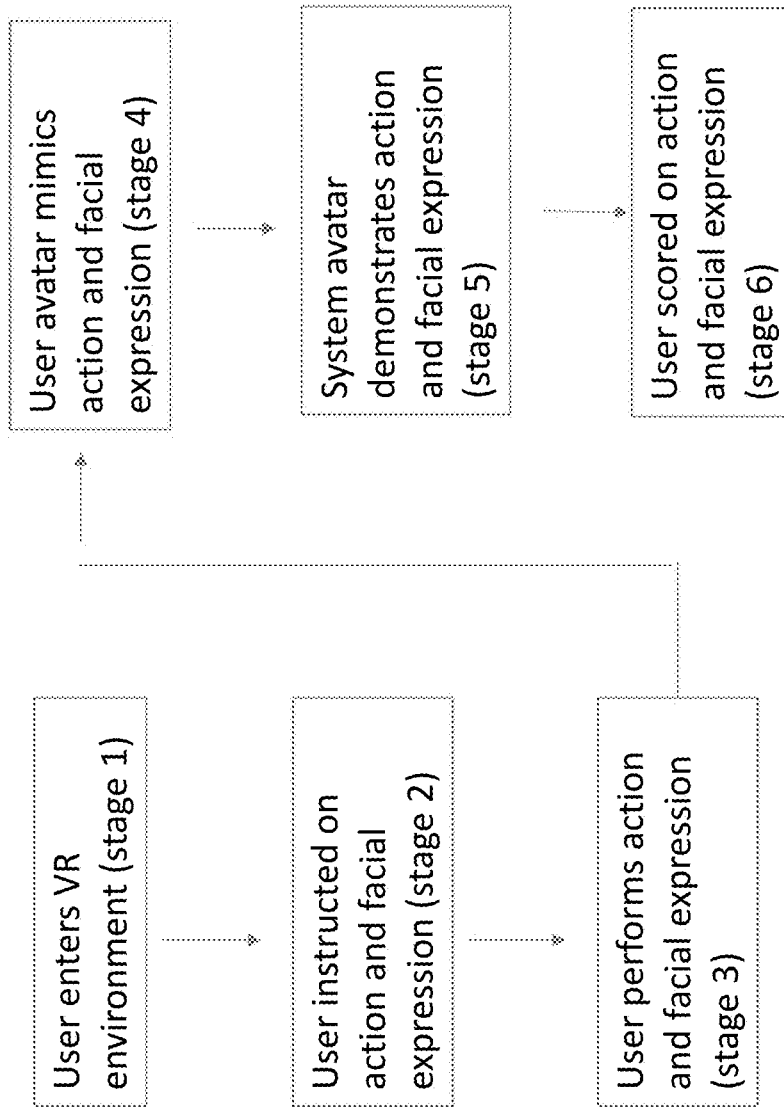 User enters VR
environment (stage 1)
User instructed on
action and facial
expression (stage 2)
User performs action
and facial expression
(stage 3)
User avatar mimics
action and facial
expression (stage 4)
System avatar
demonstrates action
and facial expression
(stage 5)
User scored on action
and facial expression
(stage 6)